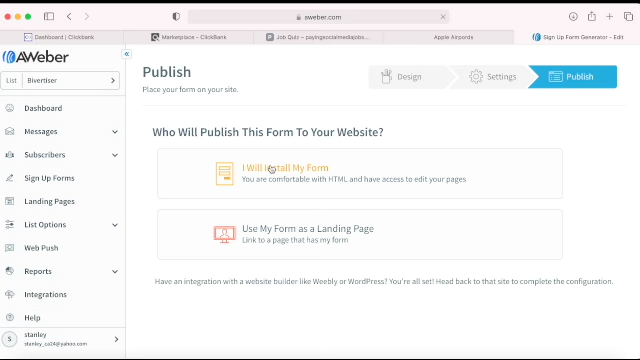 aweber.com
Dashboard | Clickbank
Marketplace – ClickBank
Job Quiz – payingsocialmediajobs...
Apple Airpords
Sign Up Form Generator – Edit
AWeber
«
List
Bivertiser
Dashboard
Messages
Subscribers
Sign Up Forms
Landing Pages
List Options
Web Push
Reports
Integrations
Help
S
stanley
stanley_ca24@yahoo.com
Publish
Place your form on your site.
Design
Settings
Publish
Who Will Publish This Form To Your Website?
I Will Install My Form
You are comfortable with HTML and have access to edit your pages
Use My Form as a Landing Page
Link to a page that has my form
Have an integration with a website builder like Weebly or WordPress? You're all set! Head back to that site to complete the configuration.